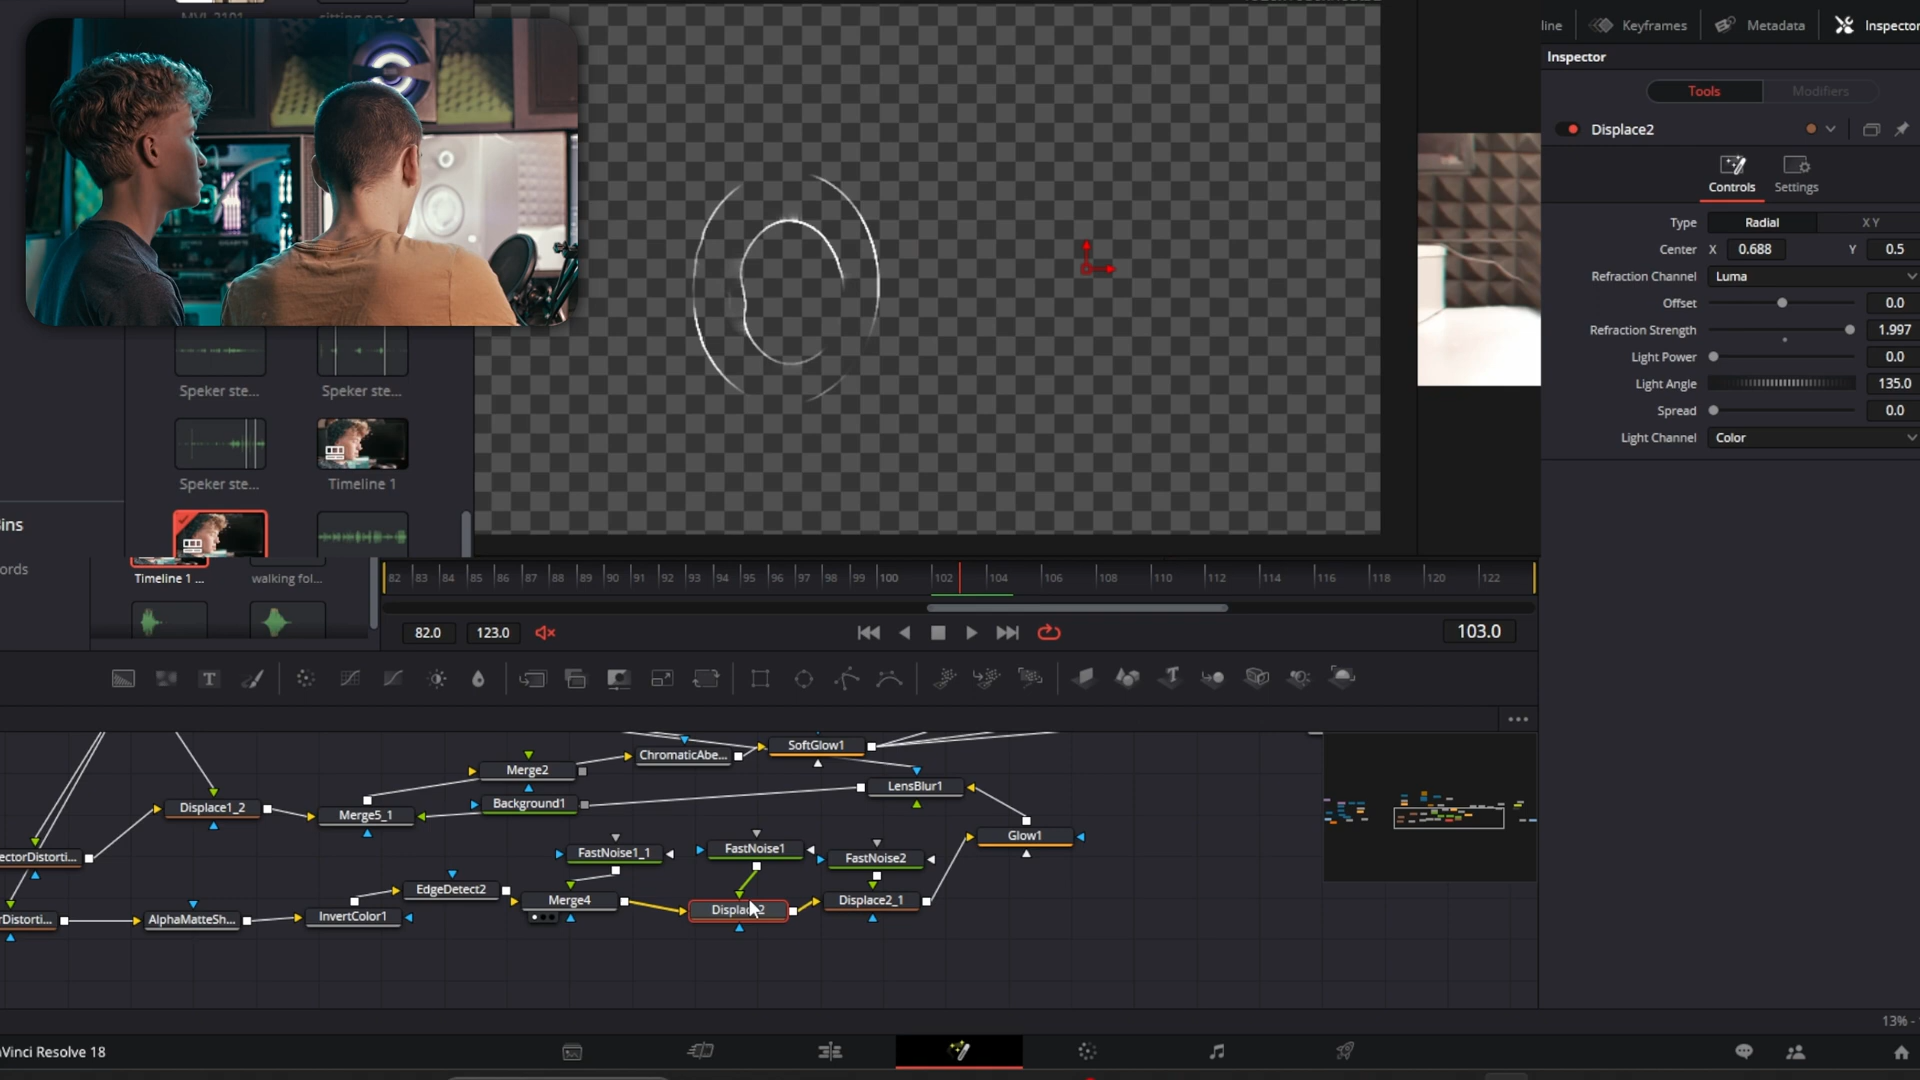 line
Keyframes
Metadata
Inspector
Inspector
Tools
Modifiers
Displace2
Controls
Settings
Type
Radial
X Y
Center
X
0.688
Y
0.5
Refraction Channel
Luma
Offset
0.0
Refraction Strength
1.997
Light Power
0.0
Light Angle
135.0
Spread
0.0
Light Channel
Color
Speker ste...
Speker ste...
Speker ste...
Timeline 1
ins
ords
Timeline 1 ...
walking fol...
82 83 84 85 86 87 88 89 90 91 92 93 94 95 96 97 98 99 100 102 104 106 108 110 112 114 116 118 120 122
82.0
123.0
103.0
Displace1_2
Merge5_1
Merge2
Background1
ChromaticAbe...
SoftGlow1
LensBlur1
Glow1
FastNoise1_1
FastNoise1
FastNoise2
ectorDistorti...
rDistorti...
AlphaMatteSh...
InvertColor1
EdgeDetect2
Merge4
Displace2
Displace2_1
13% -
Vinci Resolve 18